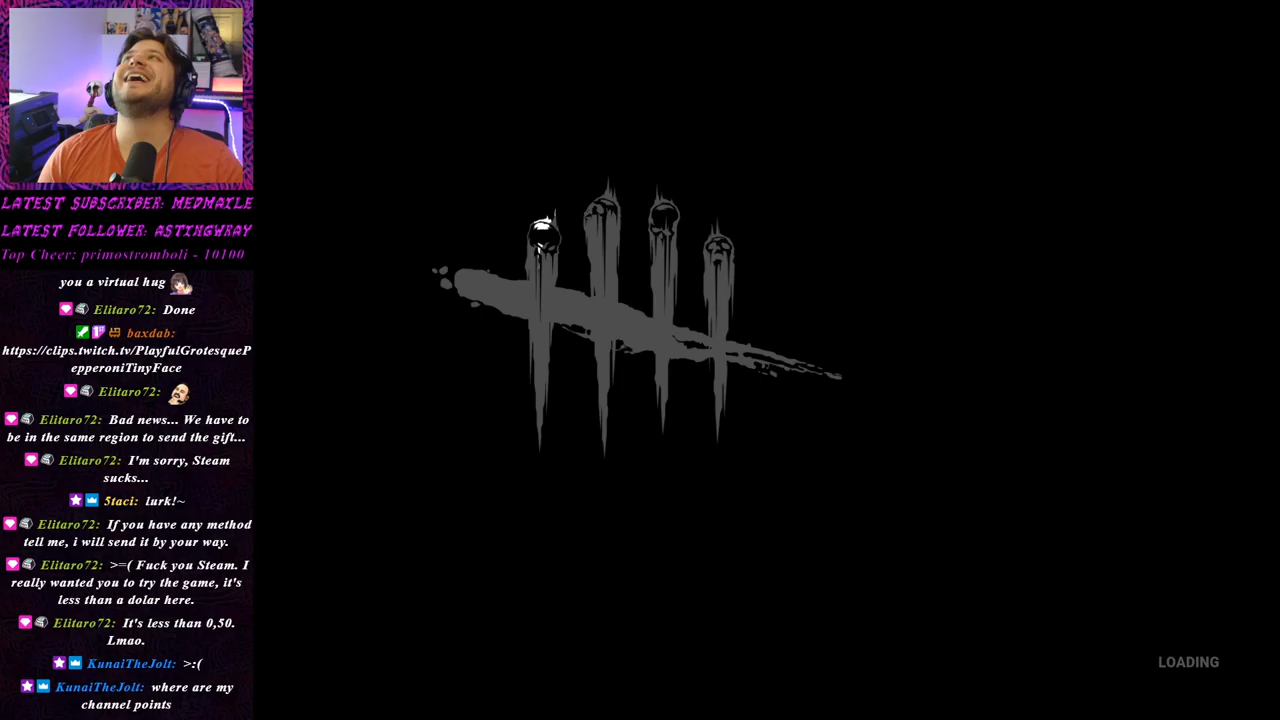 LATEST SUBSCRIBER: MEDMAILE
LATEST FOLLOWER: ASTINGWRAY
Top Cheer: primostromboli - 10100
you a virtual hug
Elitaro72: Done
baxdab:
https://clips.twitch.tv/PlayfulGrotesqueP
epperoniTinyFace
Elitaro72:
Elitaro72: Bad news... We have to
be in the same region to send the gift...
Elitaro72: I'm sorry, Steam
sucks...
5taci: lurk!~
Elitaro72: If you have any method
tell me, i will send it by your way.
Elitaro72: >=( Fuck you Steam. I
really wanted you to try the game, it's
less than a dolar here.
Elitaro72: It's less than 0,50.
Lmao.
KunaiTheJolt: >:(
KunaiTheJolt: where are my
channel points
LOADING